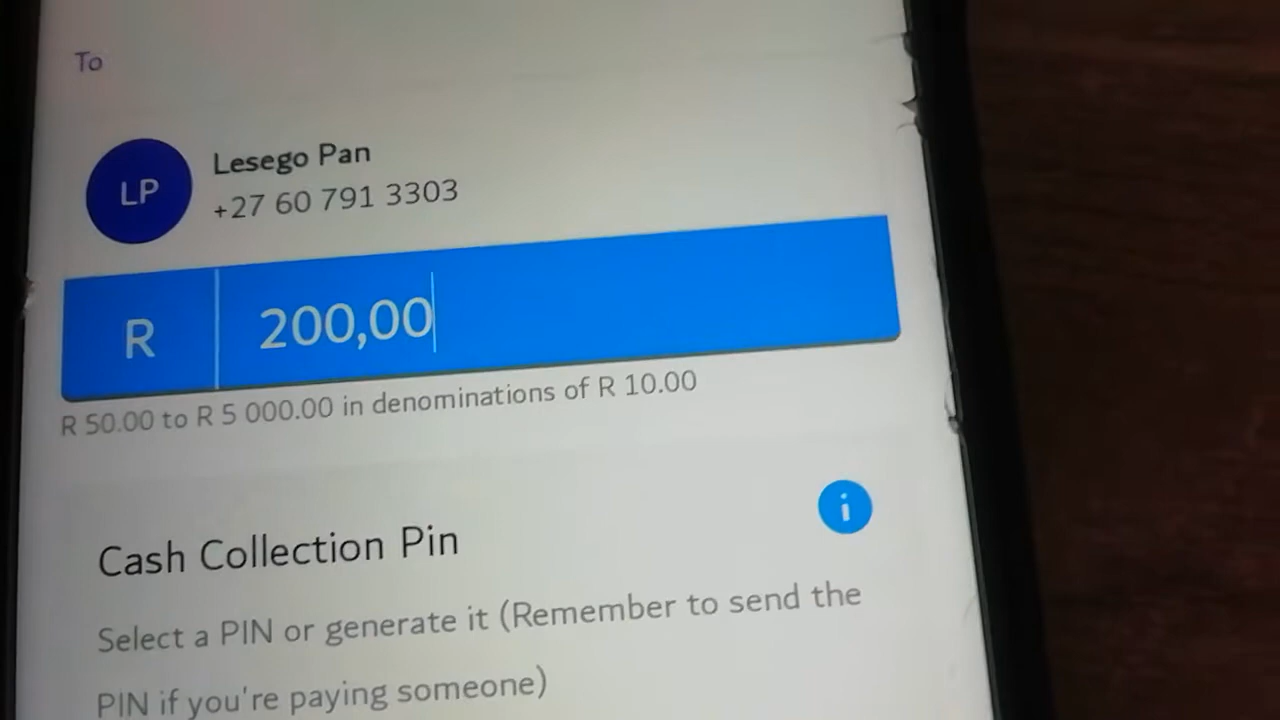 To
LP
Lesego Pan
+27 60 791 3303
R 200,00
R 50.00 to R 5 000.00 in denominations of R 10.00
i
Cash Collection Pin
Select a PIN or generate it (Remember to send the
PIN if you're paying someone)